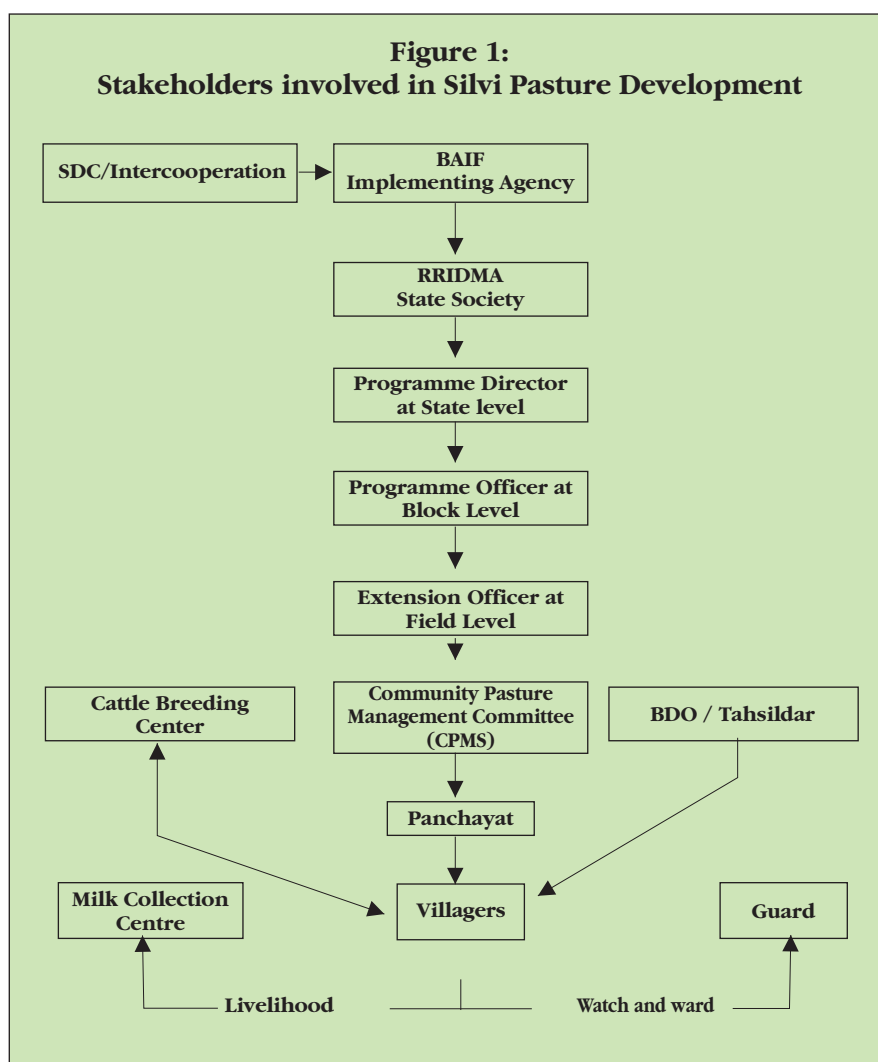 Figure 1:
Stakeholders involved in Silvi Pasture Development
SDC/Intercooperation
BAIF
Implementing Agency
RRIDMA
State Society
Programme Director
at State level
Programme Officer at
Block Level
Extension Officer at
Field Level
Cattle Breeding
Center
Community Pasture
Management Committee
(CPMS)
BDO / Tahsildar
Panchayat
Milk Collection
Centre
Villagers
Guard
Livelihood
Watch and ward